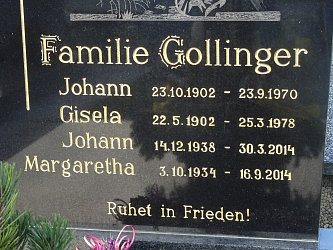 Familie Gollinger
Johann 23.10.1902 - 23.9.1970
Gisela 22.5.1902 - 25.3.1978
Johann 14.12.1938 - 30.3.2014
Margaretha 3.10.1934 - 16.9.2014
Ruhet in Frieden!